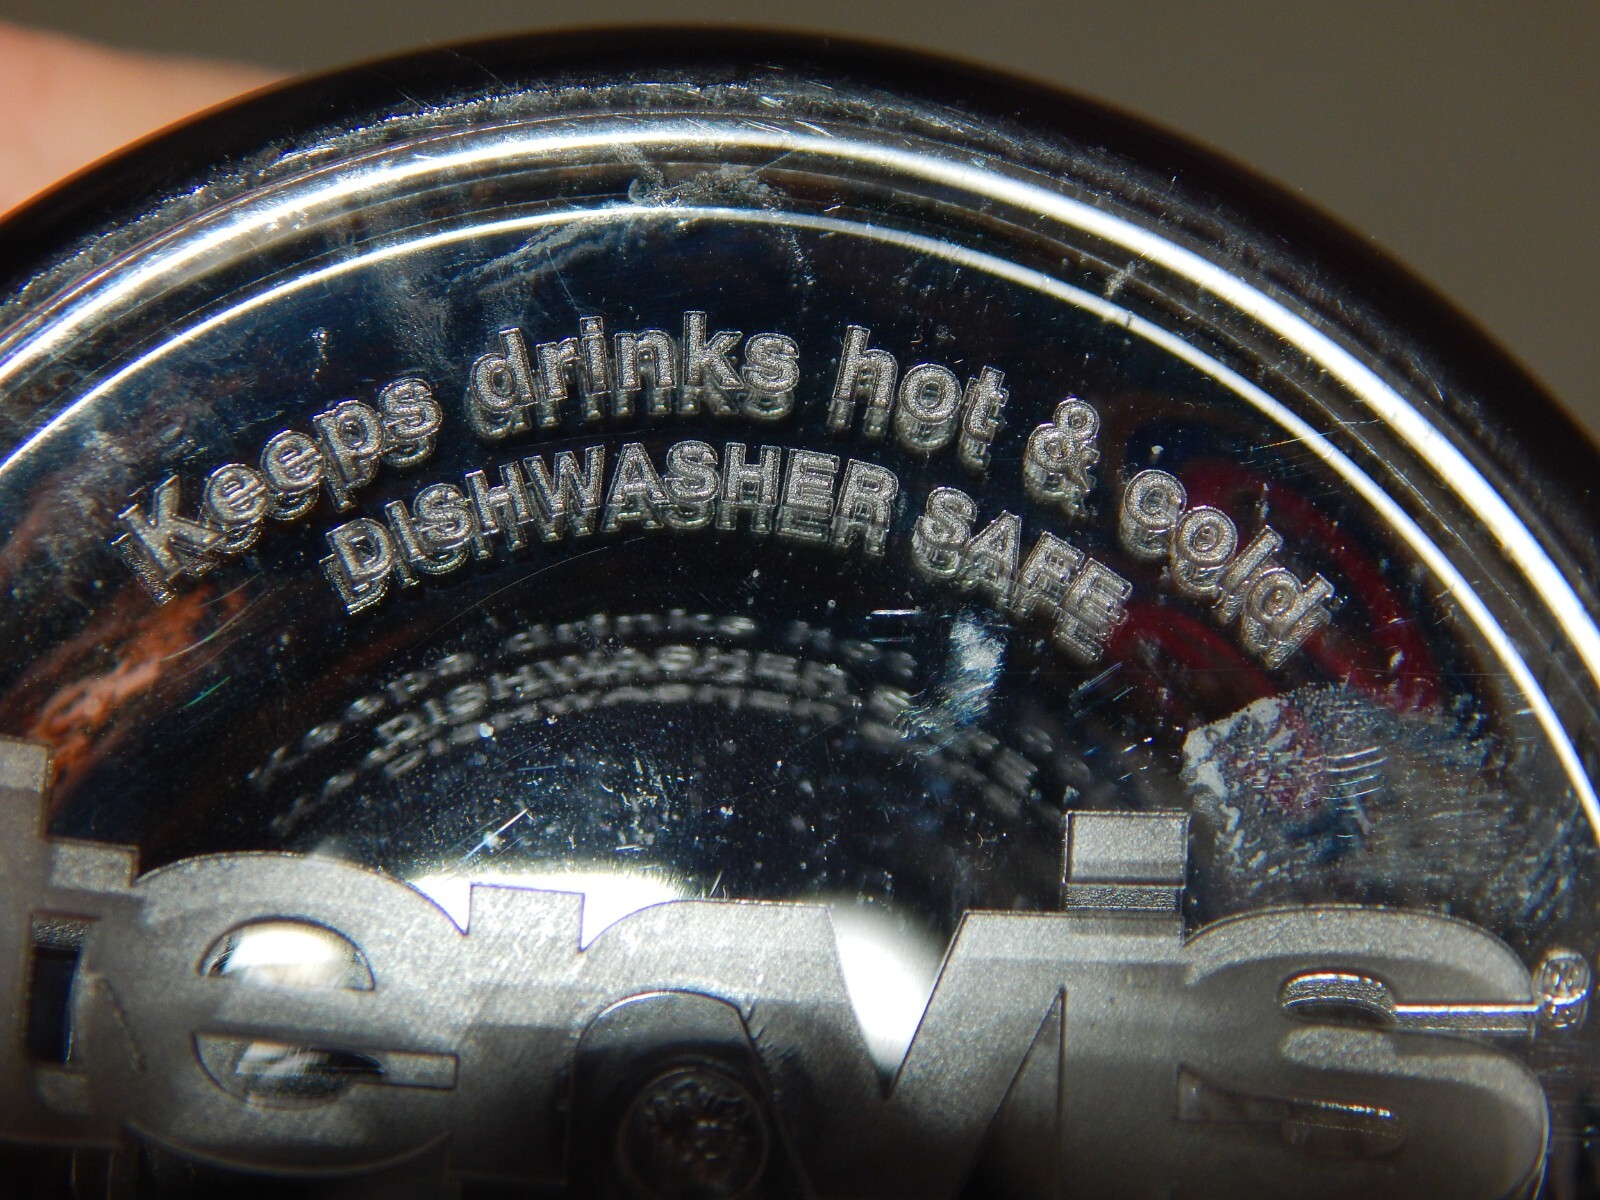 Keeps drinks hot & cold
DISHWASHER SAFE
tervis®